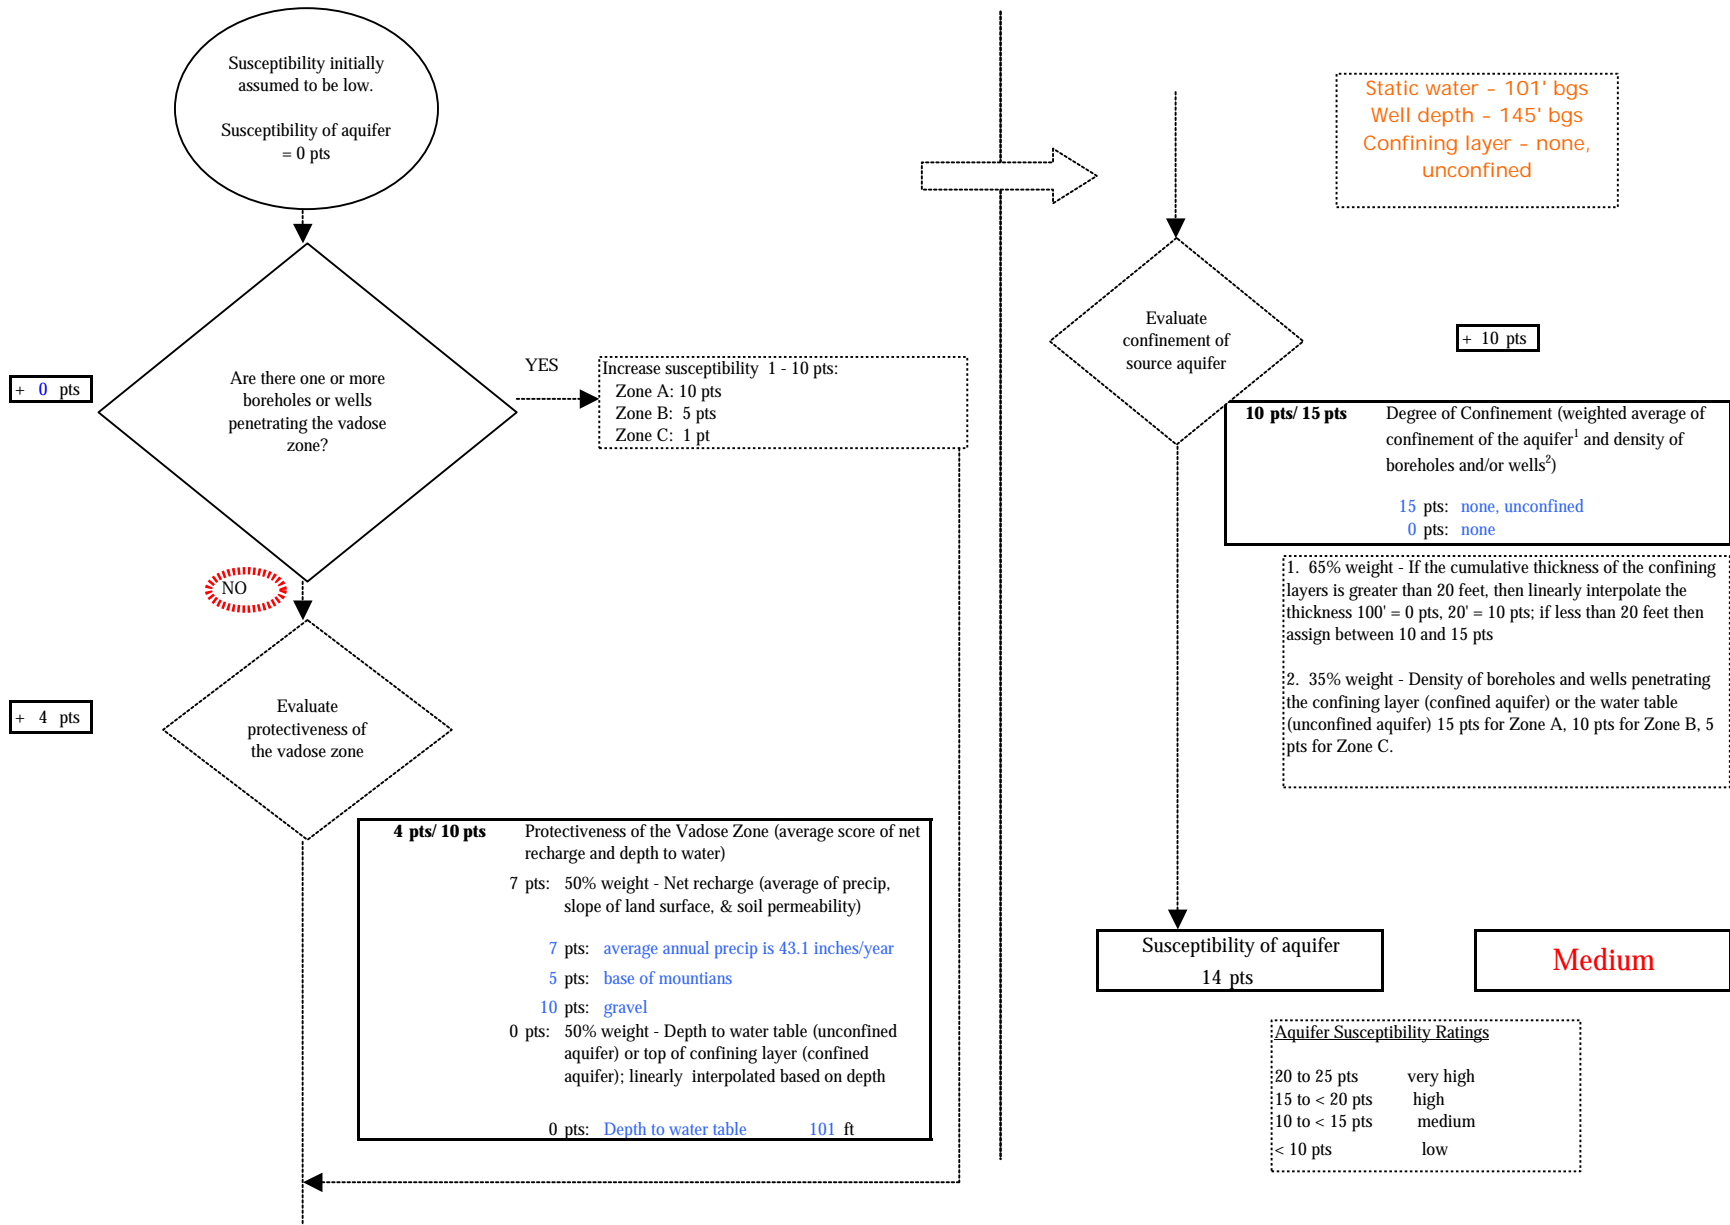 Susceptibility initially
assumed to be low.
Susceptibility of aquifer
= 0 pts
+ 0 pts
Are there one or more
boreholes or wells
penetrating the vadose
zone?
YES
Increase susceptibility 1 - 10 pts:
Zone A: 10 pts
Zone B: 5 pts
Zone C: 1 pt
NO
+ 4 pts
Evaluate
protectiveness of
the vadose zone
4 pts/ 10 pts Protectiveness of the Vadose Zone (average score of net
recharge and depth to water)
7 pts: 50% weight - Net recharge (average of precip,
slope of land surface, & soil permeability)
7 pts: average annual precip is 43.1 inches/year
5 pts: base of mountians
10 pts: gravel
0 pts: 50% weight - Depth to water table (unconfined
aquifer) or top of confining layer (confined
aquifer); linearly interpolated based on depth
0 pts: Depth to water table 101 ft
Static water - 101' bgs
Well depth - 145' bgs
Confining layer - none,
unconfined
Evaluate
confinement of
source aquifer
+ 10 pts
10 pts/ 15 pts Degree of Confinement (weighted average of
confinement of the aquifer1 and density of
boreholes and/or wells2)
15 pts: none, unconfined
0 pts: none
1. 65% weight - If the cumulative thickness of the confining
layers is greater than 20 feet, then linearly interpolate the
thickness 100' = 0 pts, 20' = 10 pts; if less than 20 feet then
assign between 10 and 15 pts
2. 35% weight - Density of boreholes and wells penetrating
the confining layer (confined aquifer) or the water table
(unconfined aquifer) 15 pts for Zone A, 10 pts for Zone B, 5
pts for Zone C.
Susceptibility of aquifer
14 pts
Medium
Aquifer Susceptibility Ratings
20 to 25 pts very high
15 to < 20 pts high
10 to < 15 pts medium
< 10 pts low